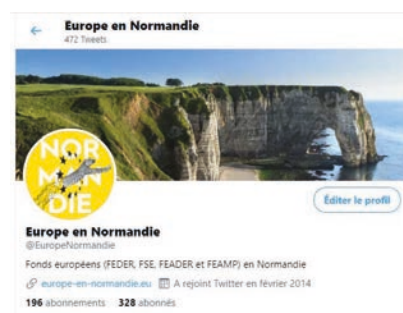 Europe en Normandie
472 Tweets
NOR
MAN
DIE
Éditer le profil
Europe en Normandie
@EuropeNormandie
Fonds européens (FEDER, FSE, FEADER et FEAMP) en Normandie
europe-en-normandie.eu A rejoint Twitter en février 2014
196 abonnements 328 abonnés